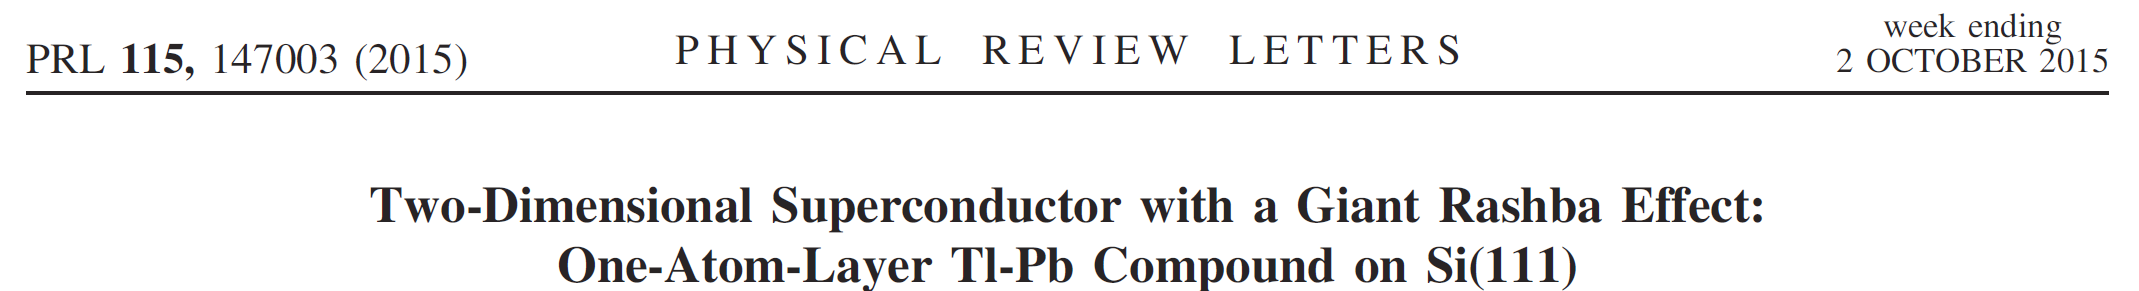 PRL 115, 147003 (2015)
PHYSICAL REVIEW LETTERS
week ending
2 OCTOBER 2015
Two-Dimensional Superconductor with a Giant Rashba Effect:
One-Atom-Layer Tl-Pb Compound on Si(111)